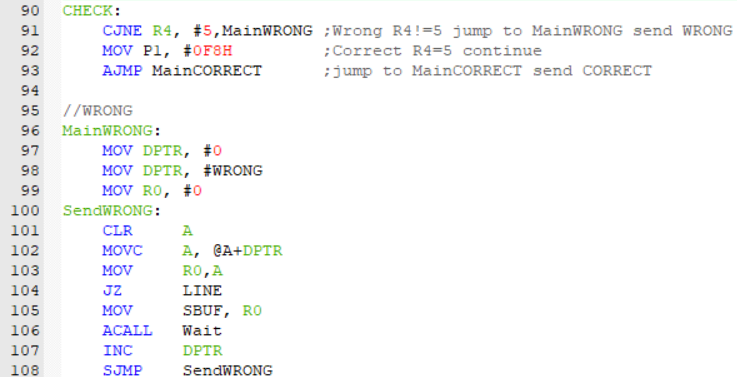 90 CHECK:
91 CJNE R4, #5,MainWRONG ;Wrong R4!=5 jump to MainWRONG send WRONG
92 MOV P1, #0F8H ;Correct R4=5 continue
93 AJMP MainCORRECT ;jump to MainCORRECT send CORRECT
94
95 //WRONG
96 MainWRONG:
97 MOV DPTR, #0
98 MOV DPTR, #WRONG
99 MOV R0, #0
100 SendWRONG:
101 CLR A
102 MOVC A, @A+DPTR
103 MOV R0,A
104 JZ LINE
105 MOV SBUF, R0
106 ACALL Wait
107 INC DPTR
108 SJMP SendWRONG